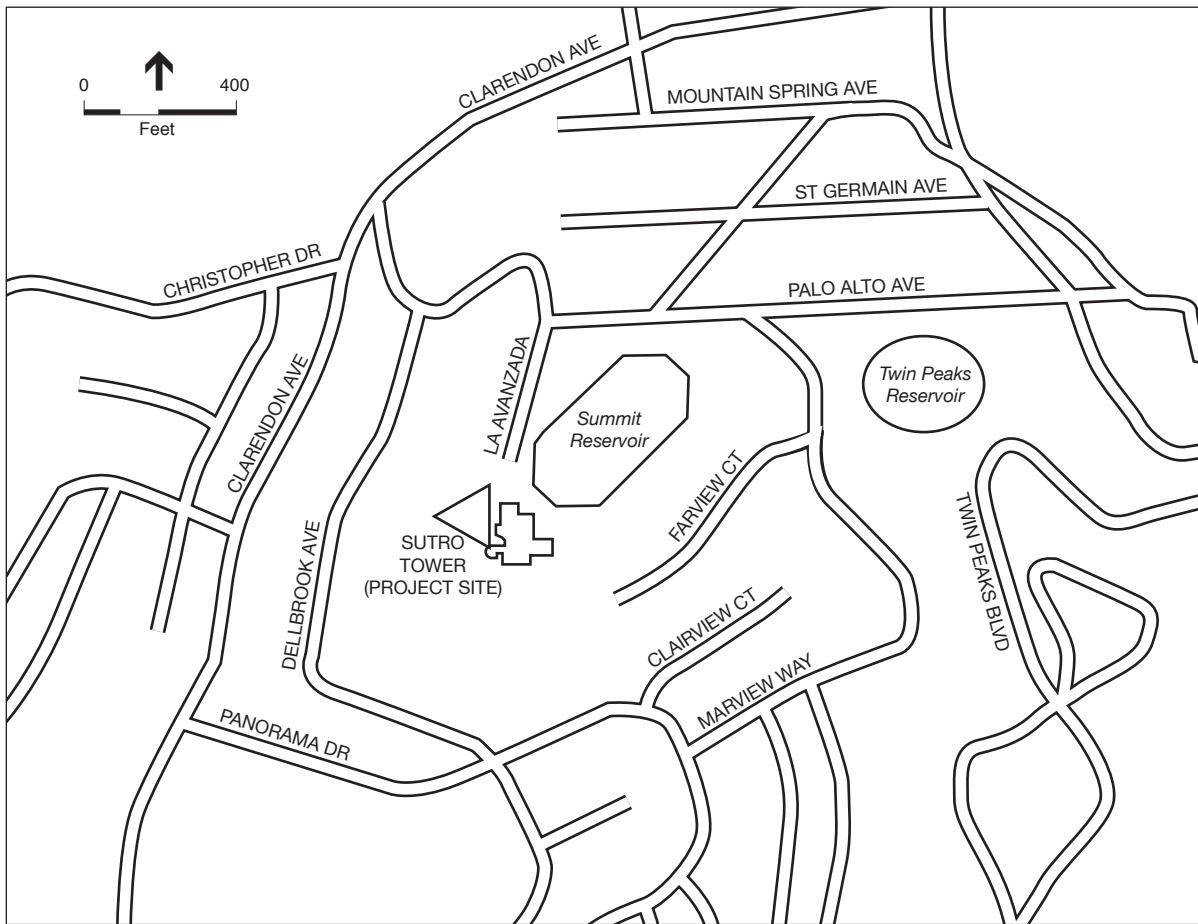 CLARENDON AVE
0 400
Feet
MOUNTAIN SPRING AVE
ST GERMAIN AVE
CHRISTOPHER DR
PALO ALTO AVE
LA AVANZADA
CLARENDON AVE
Twin Peaks
Reservoir
Summit
Reservoir
FARVIEW CT
TWIN PEAKS BLVD
DELLBROOK AVE
SUTRO
TOWER
(PROJECT SITE)
CLAIRVIEW CT
MARVIEW WAY
PANORAMA DR